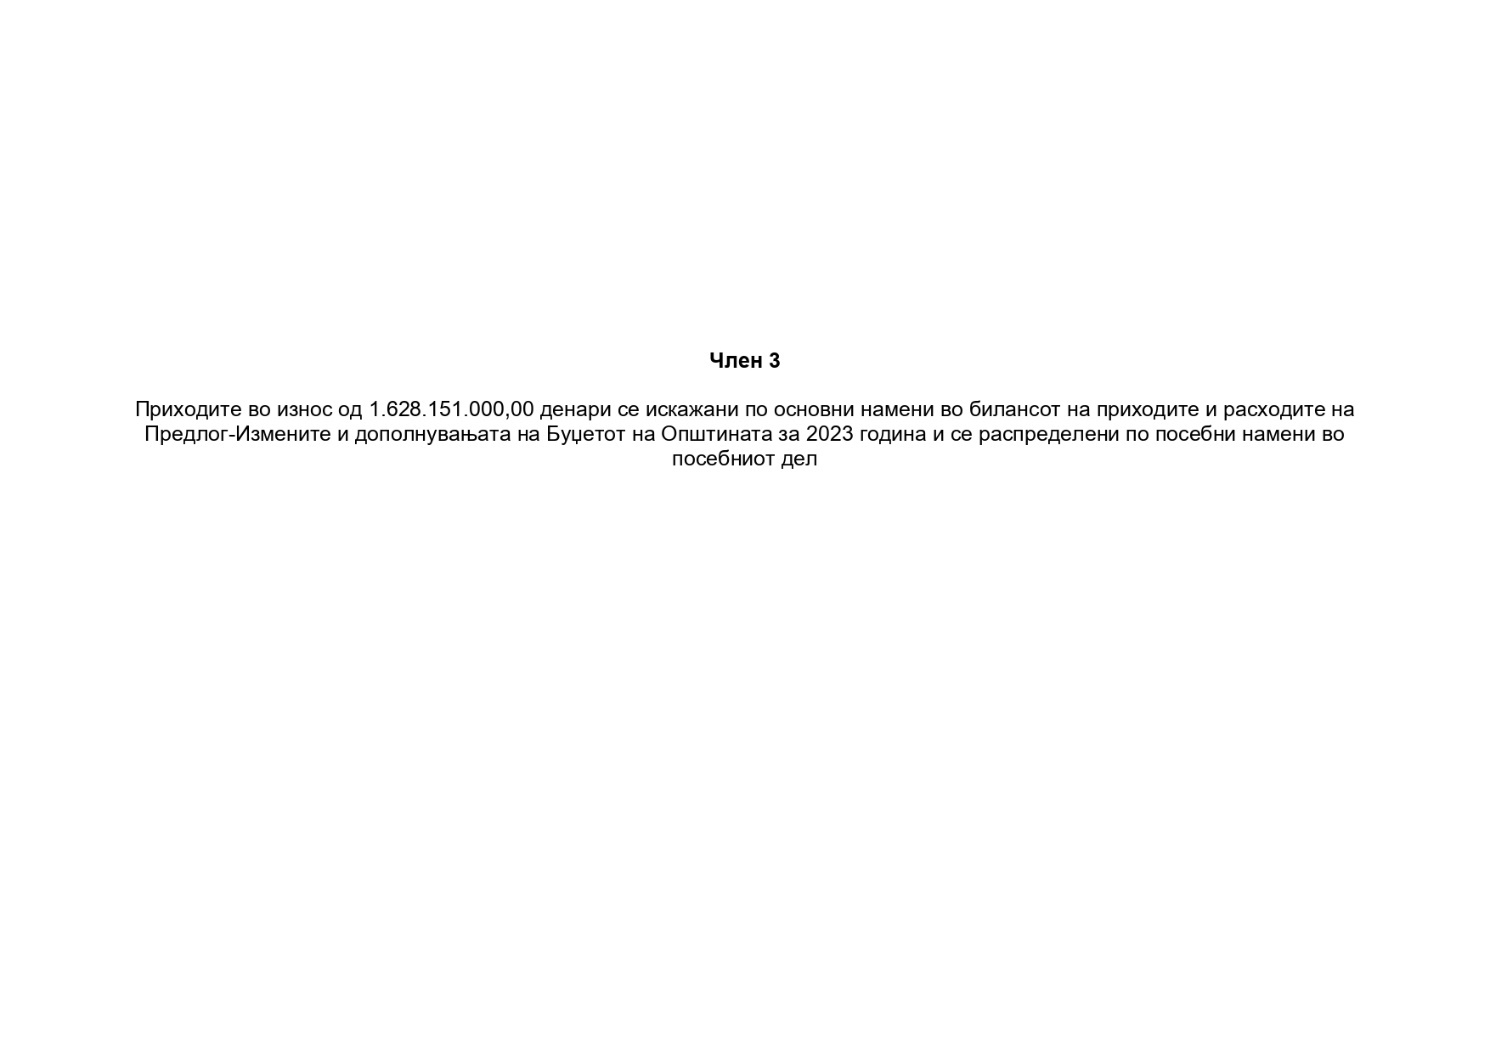 Член 3
Приходите во износ од 1.628.151.000,00 денари се искажани по основни намени во билансот на приходите и расходите на
Предлог-Измените и дополнувањата на Буџетот на Општината за 2023 година и се распределени по посебни намени во
посебниот дел